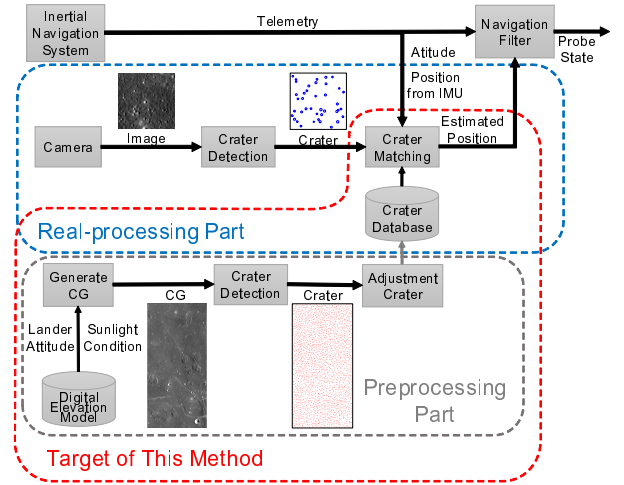 Inertial
Navigation
System
Telemetry
Navigation
Filter
Probe
State
Atitude
Position
from IMU
Estimated
Position
Camera
Image
Crater
Detection
Crater
Crater
Matching
Crater
Database
Real-processing Part
Generate
CG
CG
Crater
Detection
Crater
Adjustment
Crater
Lander
Attitude
Sunlight
Condition
Digital
Elevation
Model
Preprocessing
Part
Target of This Method